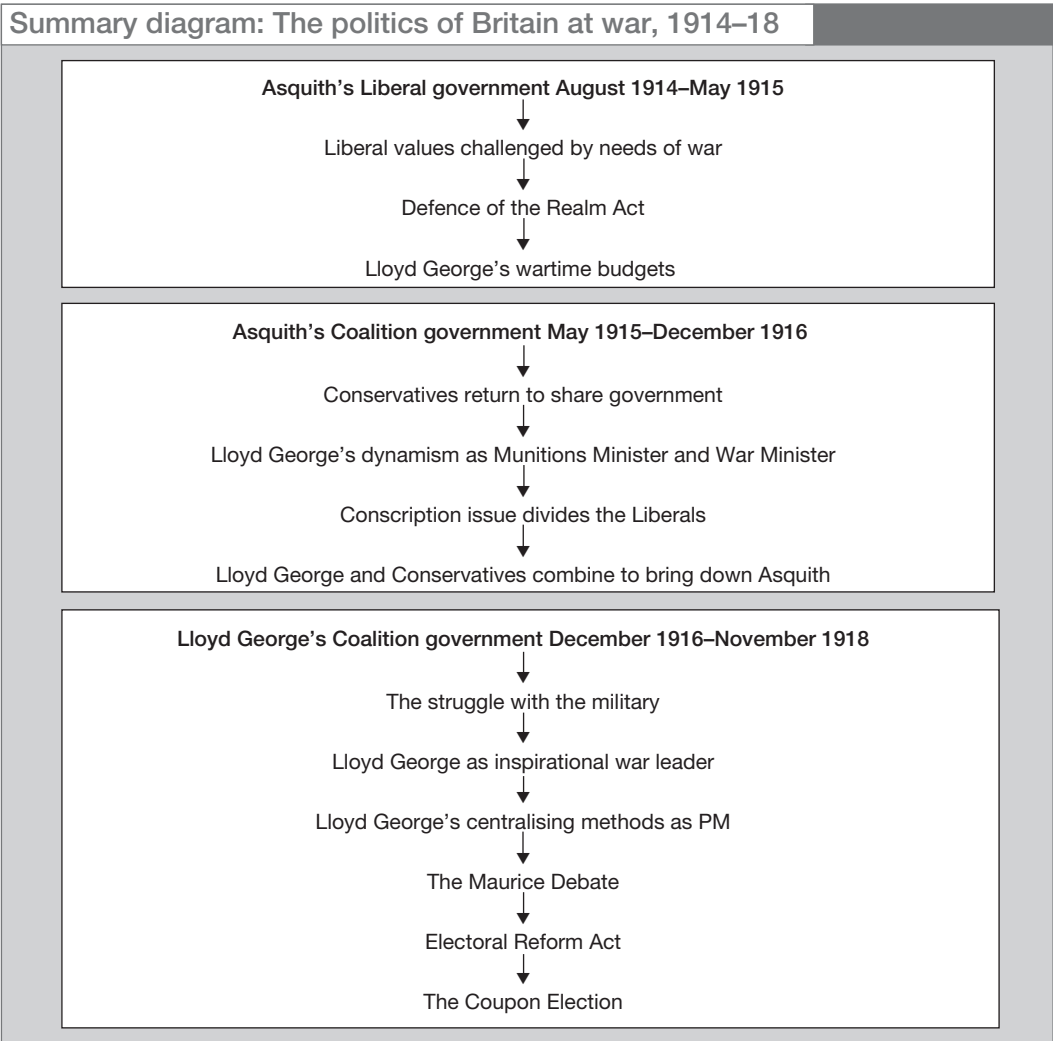 Summary diagram: The politics of Britain at war, 1914–18
Asquith’s Liberal government August 1914–May 1915
Liberal values challenged by needs of war
Defence of the Realm Act
Lloyd George’s wartime budgets
Asquith’s Coalition government May 1915–December 1916
Conservatives return to share government
Lloyd George’s dynamism as Munitions Minister and War Minister
Conscription issue divides the Liberals
Lloyd George and Conservatives combine to bring down Asquith
Lloyd George’s Coalition government December 1916–November 1918
The struggle with the military
Lloyd George as inspirational war leader
Lloyd George’s centralising methods as PM
The Maurice Debate
Electoral Reform Act
The Coupon Election